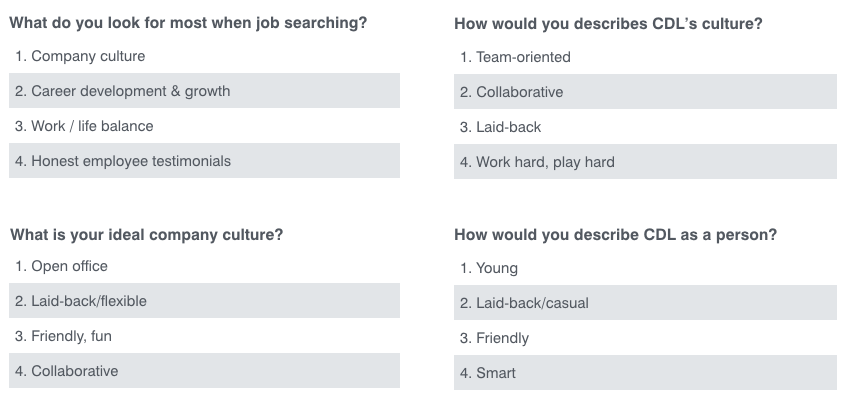 What do you look for most when job searching?
1. Company culture
2. Career development & growth
3. Work / life balance
4. Honest employee testimonials
How would you describes CDL’s culture?
1. Team-oriented
2. Collaborative
3. Laid-back
4. Work hard, play hard
What is your ideal company culture?
1. Open office
2. Laid-back/flexible
3. Friendly, fun
4. Collaborative
How would you describe CDL as a person?
1. Young
2. Laid-back/casual
3. Friendly
4. Smart